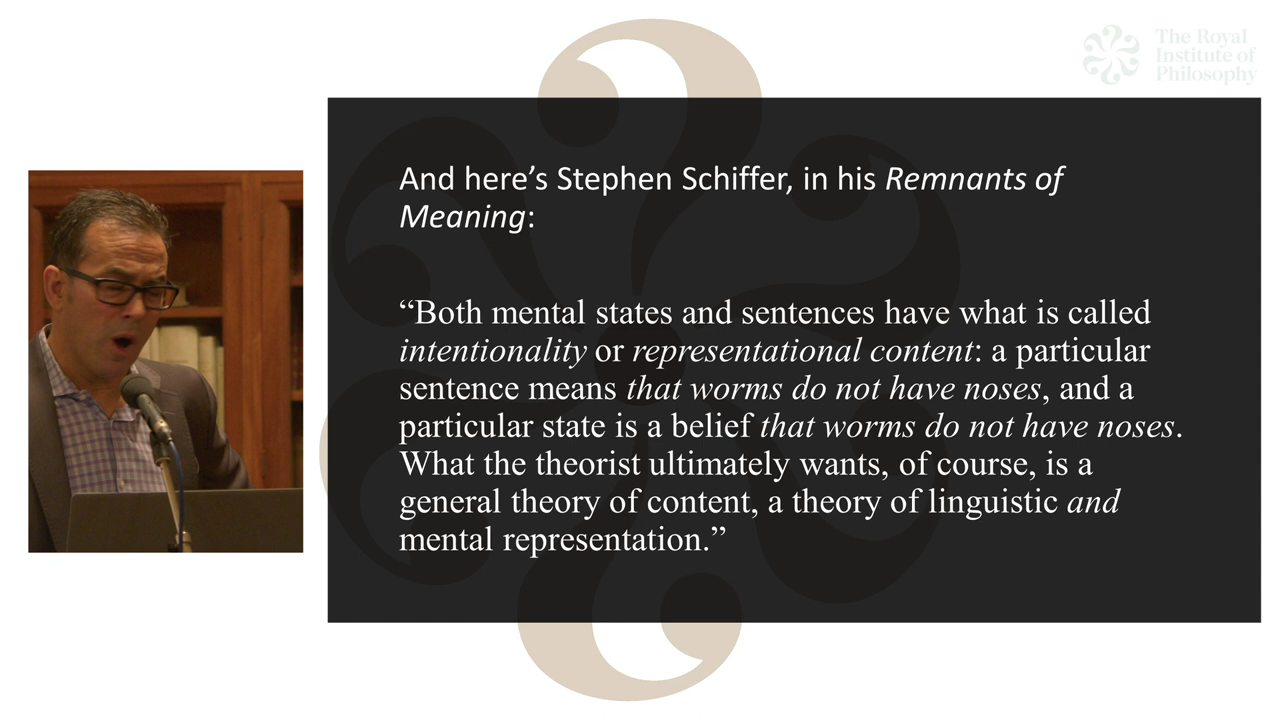 The Royal
Institute of
Philosophy
And here’s Stephen Schiffer, in his Remnants of
Meaning:
“Both mental states and sentences have what is called
intentionality or representational content: a particular
sentence means that worms do not have noses, and a
particular state is a belief that worms do not have noses.
What the theorist ultimately wants, of course, is a
general theory of content, a theory of linguistic and
mental representation.”